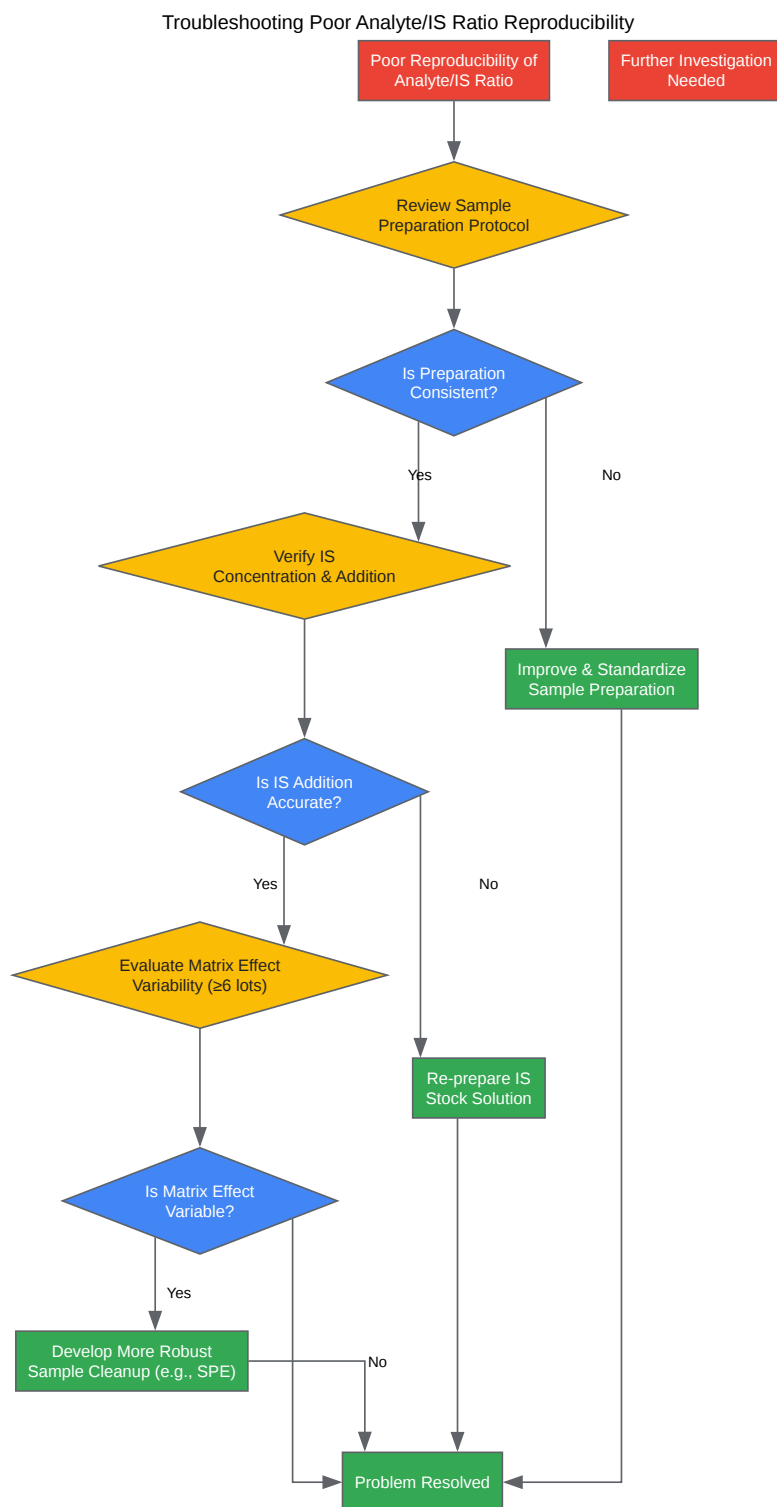 Troubleshooting Poor Analyte/IS Ratio Reproducibility
Poor Reproducibility of
Analyte/IS Ratio
Further Investigation
Needed
Review Sample
Preparation Protocol
Is Preparation
Consistent?
Yes
No
Verify IS
Concentration & Addition
Improve & Standardize
Sample Preparation
Is IS Addition
Accurate?
Yes
No
Evaluate Matrix Effect
Variability (≥6 lots)
Re-prepare IS
Stock Solution
Is Matrix Effect
Variable?
Yes
Develop More Robust
Sample Cleanup (e.g., SPE)
No
Problem Resolved